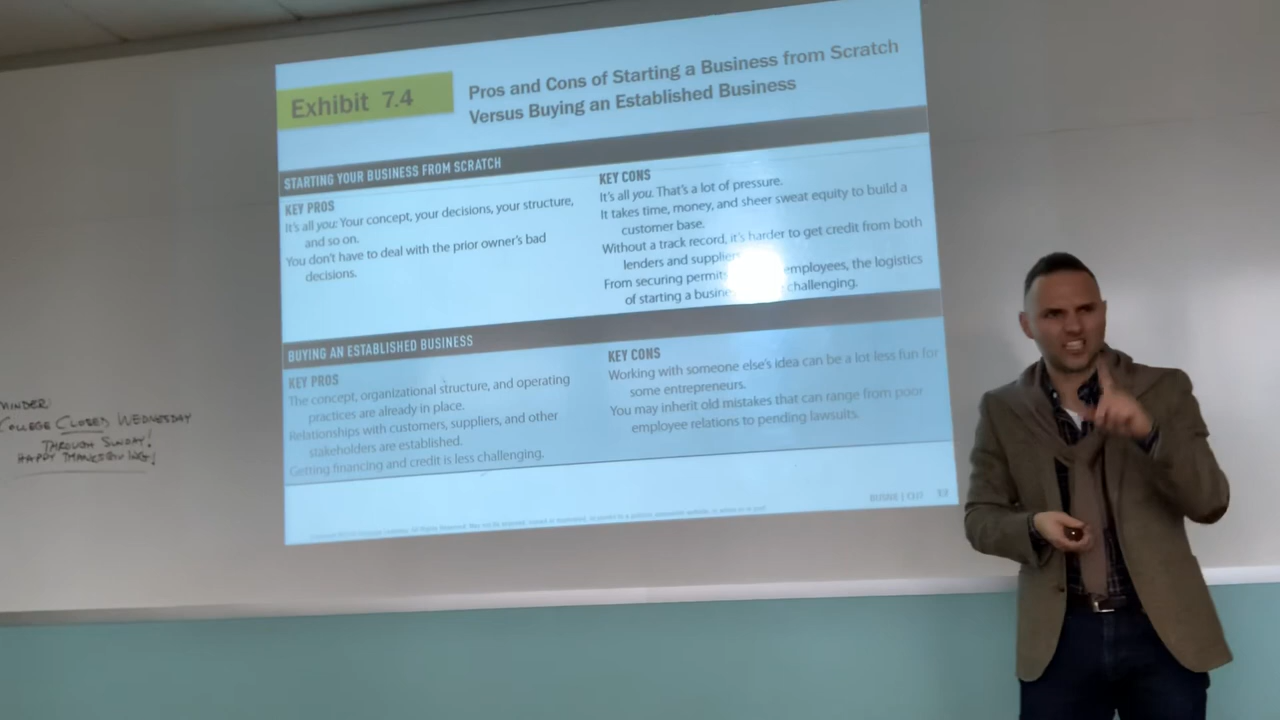 Exhibit 7.4
Pros and Cons of Starting a Business from Scratch
Versus Buying an Established Business
STARTING YOUR BUSINESS FROM SCRATCH
KEY PROS
It's all you: Your concept, your decisions, your structure,
and so on.
You don't have to deal with the prior owner's bad
decisions.
KEY CONS
It's all you. That's a lot of pressure.
It takes time, money, and sheer sweat equity to build a
customer base.
Without a track record, it's harder to get credit from both
lenders and
From securing employees, the logistics
of starting a challenging.
BUYING AN ESTABLISHED BUSINESS
KEY PROS
The concept, organizational structure, and operating
practices are already in place.
Relationships with customers, suppliers, and other
stakeholders are established.
Getting financing and credit is less challenging.
KEY CONS
Working with someone else's idea can be a lot less fun for
some entrepreneurs.
You may inherit old mistakes that can range from poor
employee relations to pending lawsuits.
COLLEGE CLOSED WEDNESDAY
THROUGH SUNDAY!
HAPPY THANKSGIVING!